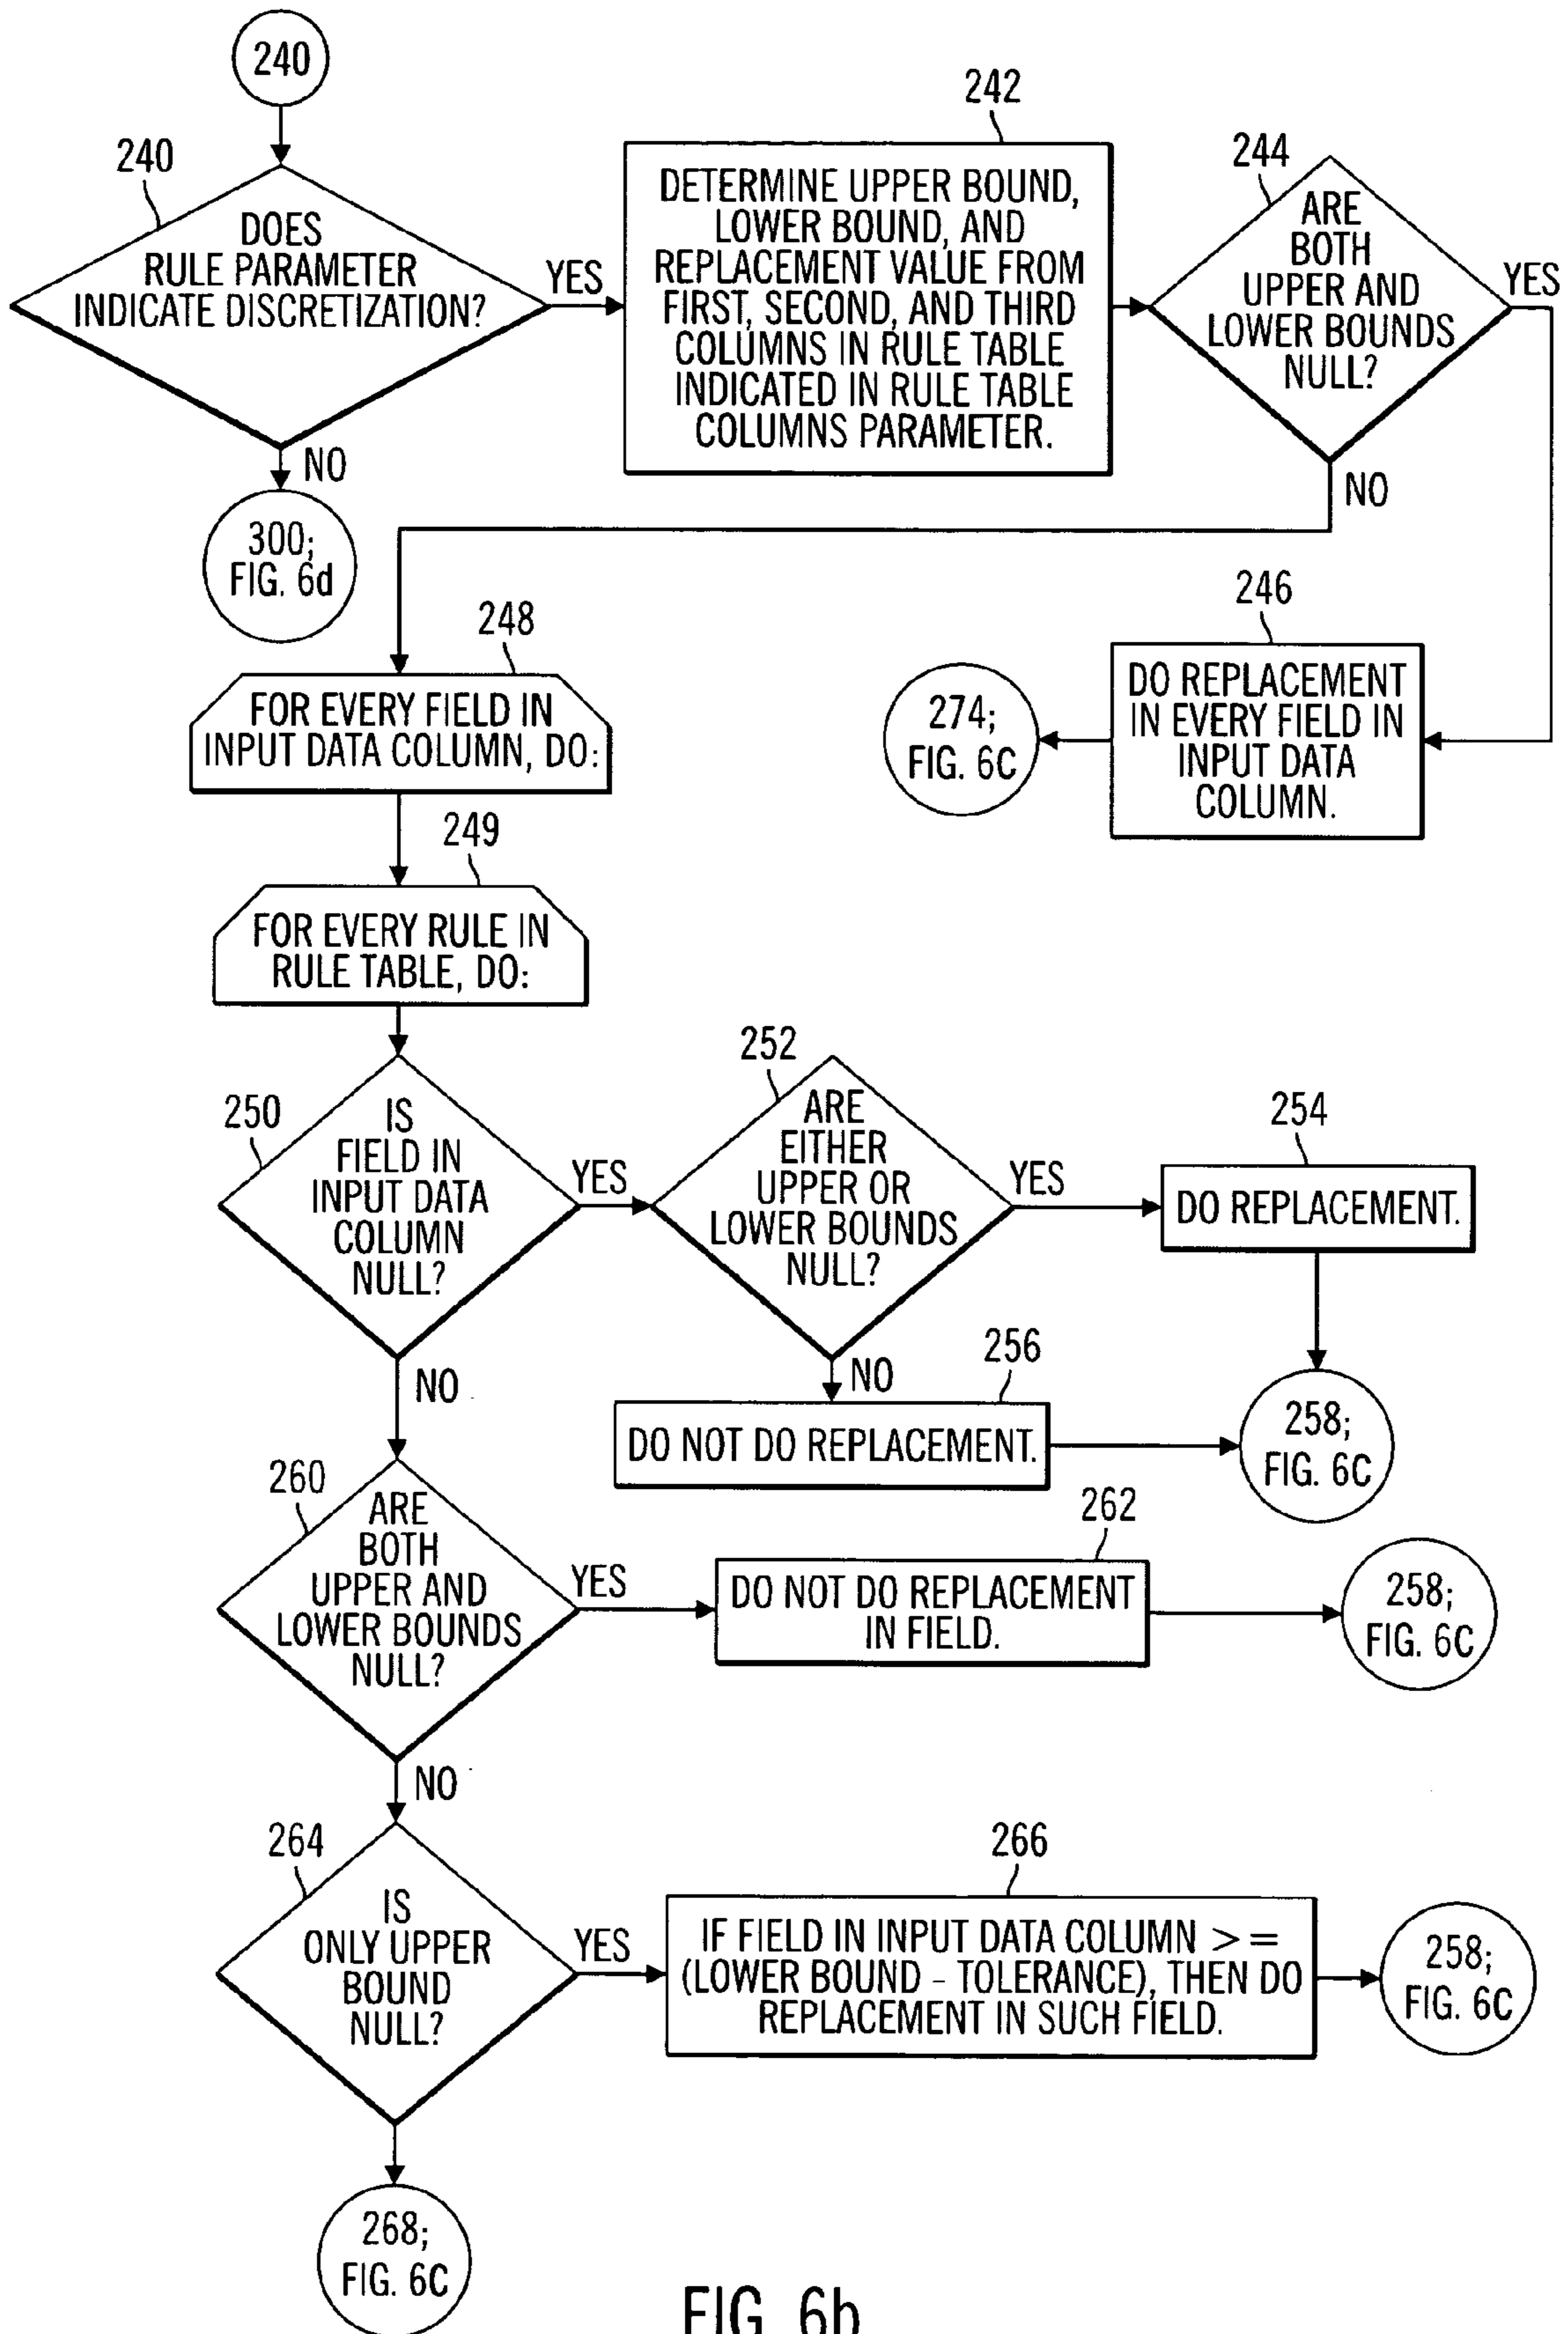 240
240
DOES
RULE PARAMETER
INDICATE DISCRETIZATION?
YES
NO
300;
FIG. 6d
242
DETERMINE UPPER BOUND,
LOWER BOUND, AND
REPLACEMENT VALUE FROM
FIRST, SECOND, AND THIRD
COLUMNS IN RULE TABLE
INDICATED IN RULE TABLE
COLUMNS PARAMETER.
244
ARE
BOTH
UPPER AND
LOWER BOUNDS
NULL?
YES
NO
246
DO REPLACEMENT
IN EVERY FIELD IN
INPUT DATA
COLUMN.
274;
FIG. 6C
248
FOR EVERY FIELD IN
INPUT DATA COLUMN, DO:
249
FOR EVERY RULE IN
RULE TABLE, DO:
250
IS
FIELD IN
INPUT DATA
COLUMN
NULL?
YES
NO
252
ARE
EITHER
UPPER OR
LOWER BOUNDS
NULL?
YES
NO
254
DO REPLACEMENT.
256
DO NOT DO REPLACEMENT.
258;
FIG. 6C
260
ARE
BOTH
UPPER AND
LOWER BOUNDS
NULL?
YES
NO
262
DO NOT DO REPLACEMENT
IN FIELD.
258;
FIG. 6C
264
IS
ONLY UPPER
BOUND
NULL?
YES
266
IF FIELD IN INPUT DATA COLUMN >=
(LOWER BOUND - TOLERANCE), THEN DO
REPLACEMENT IN SUCH FIELD.
258;
FIG. 6C
268;
FIG. 6C
FIG. 6b